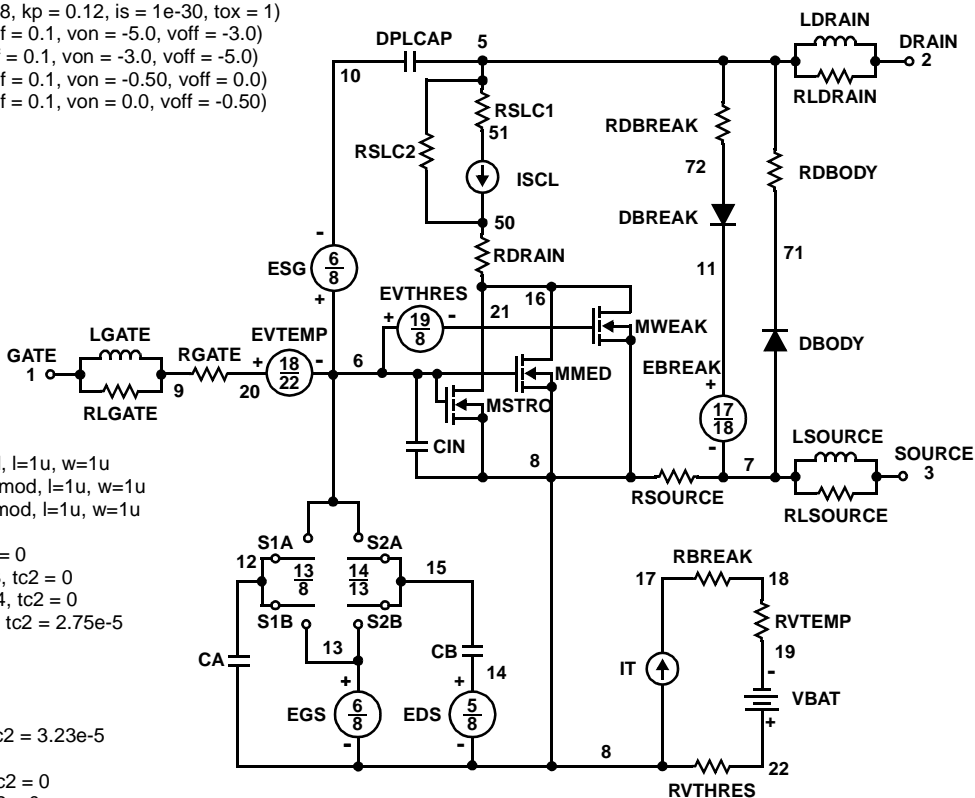 8, kp = 0.12, is = 1e-30, tox = 1)
ff = 0.1, von = -5.0, voff = -3.0)
f = 0.1, von = -3.0, voff = -5.0)
ff = 0.1, von = -0.50, voff = 0.0)
ff = 0.1, von = 0.0, voff = -0.50)
LDRAIN
DPLCAP
5
DRAIN
2
10
RLDRAIN
RSLC1
51
RDBREAK
RSLC2
72
RDBODY
ISCL
50
DBREAK
-
RDRAIN
71
ESG
6
8
11
+
EVTHRES
16
+
19
8
-
21
MWEAK
LGATE
EVTEMP
GATE
1
RGATE
+
18
22
-
6
MMED
EBREAK
DBODY
+
9
20
MSTRO
17
18
RLGATE
CIN
LSOURCE
-
SOURCE
3
, l=1u, w=1u
8
7
mod, l=1u, w=1u
RSOURCE
mod, l=1u, w=1u
RLSOURCE
= 0
S1A
S2A
12
13
8
14
13
15
RBREAK
, tc2 = 0
17
18
4, tc2 = 0
S1B
S2B
RVTEMP
tc2 = 2.75e-5
13
CB
19
CA
14
IT
-
+
+
VBAT
EGS
6
8
EDS
5
8
+
c2 = 3.23e-5
-
-
8
22
c2 = 0
RVTHRES